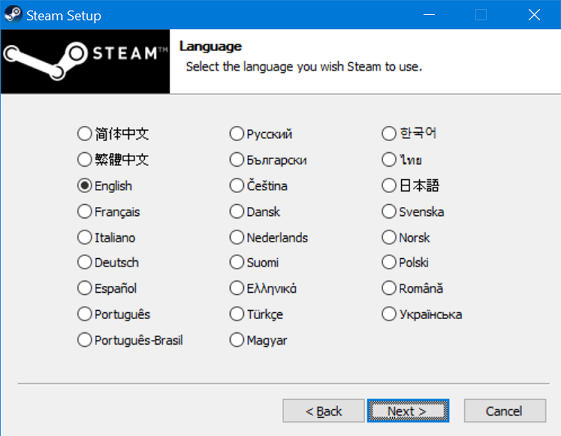 Steam Setup
STEAM™
Language
Select the language you wish Steam to use.
简体中文
繁體中文
English
Français
Italiano
Deutsch
Español
Português
Português-Brasil
Русский
Български
Čeština
Dansk
Nederlands
Suomi
Ελληνικά
Türkçe
Magyar
한국어
ไทย
日本語
Svenska
Norsk
Polski
Română
Українська
< Back
Next >
Cancel